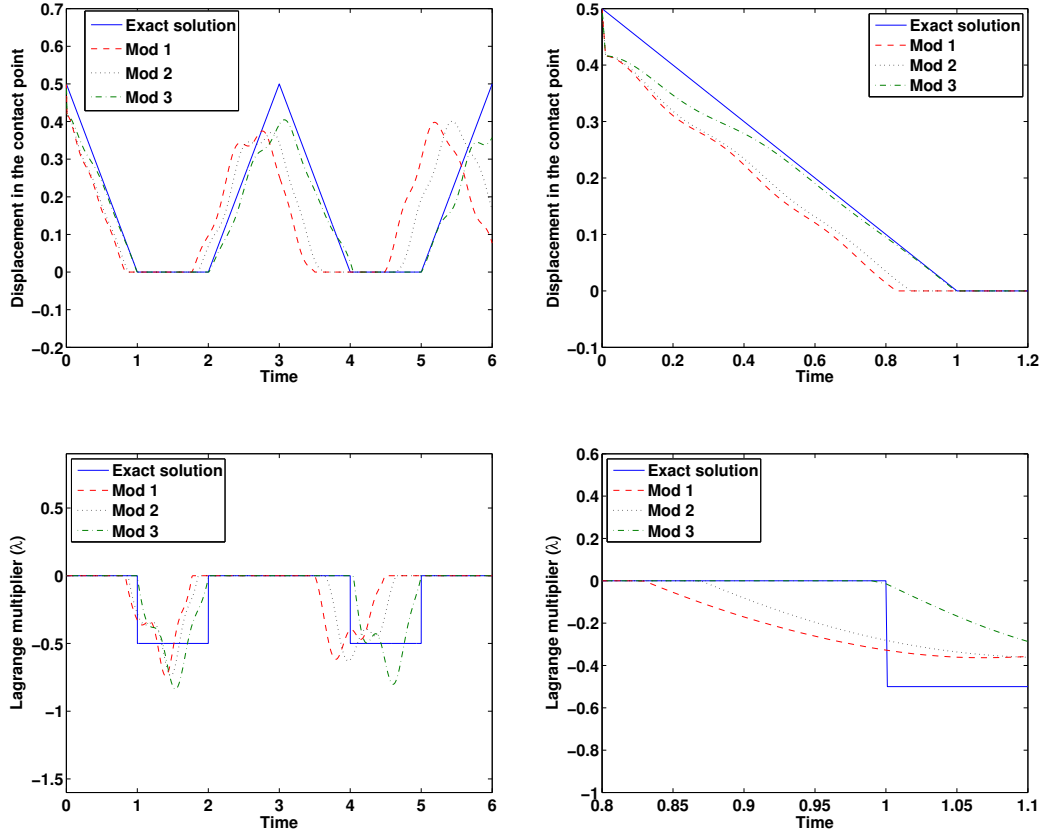 0.7
0.6
0.5
0.4
0.3
0.2
0.1
0
−0.1
−0.2
0 1 2 3 4 5 6
Time
Displacement in the contact point
Exact solution
Mod 1
Mod 2
Mod 3
0.5
0.4
0.3
0.2
0.1
0
−0.1
0 0.2 0.4 0.6 0.8 1 1.2
Time
Displacement in the contact point
Exact solution
Mod 1
Mod 2
Mod 3
0.5
0
−0.5
−1
−1.5
0 1 2 3 4 5 6
Time
Lagrange multiplier (λ)
Exact solution
Mod 1
Mod 2
Mod 3
0.6
0.4
0.2
0
−0.2
−0.4
−0.6
−0.8
−1
0.8 0.85 0.9 0.95 1 1.05 1.1
Time
Lagrange multiplier (λ)
Exact solution
Mod 1
Mod 2
Mod 3